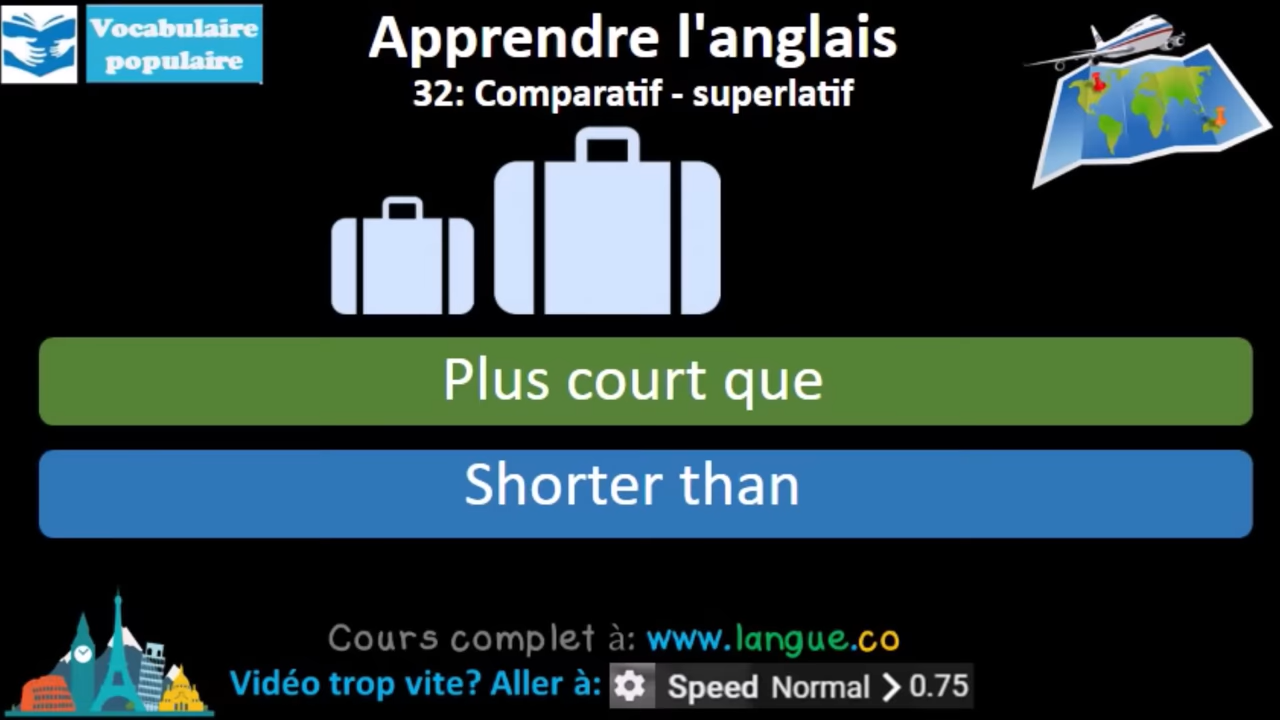 Vocabulaire
populaire
Apprendre l'anglais
32: Comparatif - superlatif
Plus court que
Shorter than
Cours complet à: www.langue.co
Vidéo trop vite? Aller à: Speed Normal > 0.75